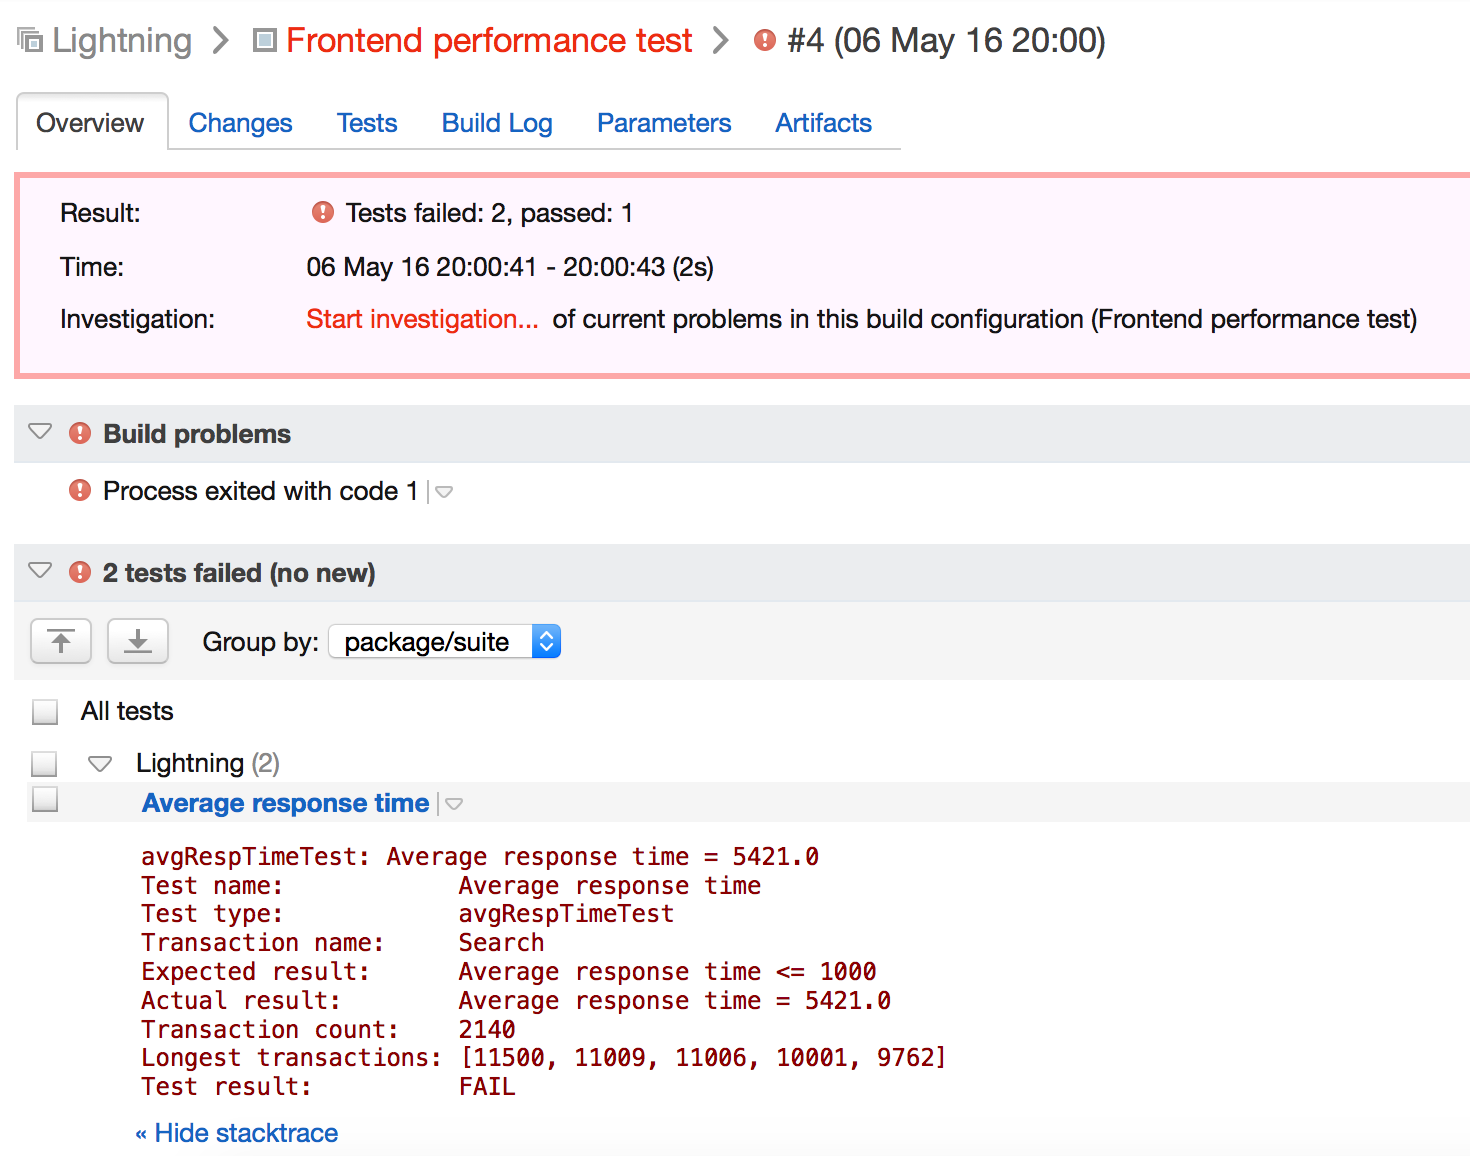 Lightning > Frontend performance test > #4 (06 May 16 20:00)
Overview Changes Tests Build Log Parameters Artifacts
Result: Tests failed: 2, passed: 1
Time: 06 May 16 20:00:41 - 20:00:43 (2s)
Investigation: Start investigation... of current problems in this build configuration (Frontend performance test)
Build problems
Process exited with code 1
2 tests failed (no new)
Group by: package/suite
All tests
Lightning (2)
Average response time
avgRespTimeTest: Average response time = 5421.0
Test name: Average response time
Test type: avgRespTimeTest
Transaction name: Search
Expected result: Average response time <= 1000
Actual result: Average response time = 5421.0
Transaction count: 2140
Longest transactions: [11500, 11009, 11006, 10001, 9762]
Test result: FAIL
« Hide stacktrace